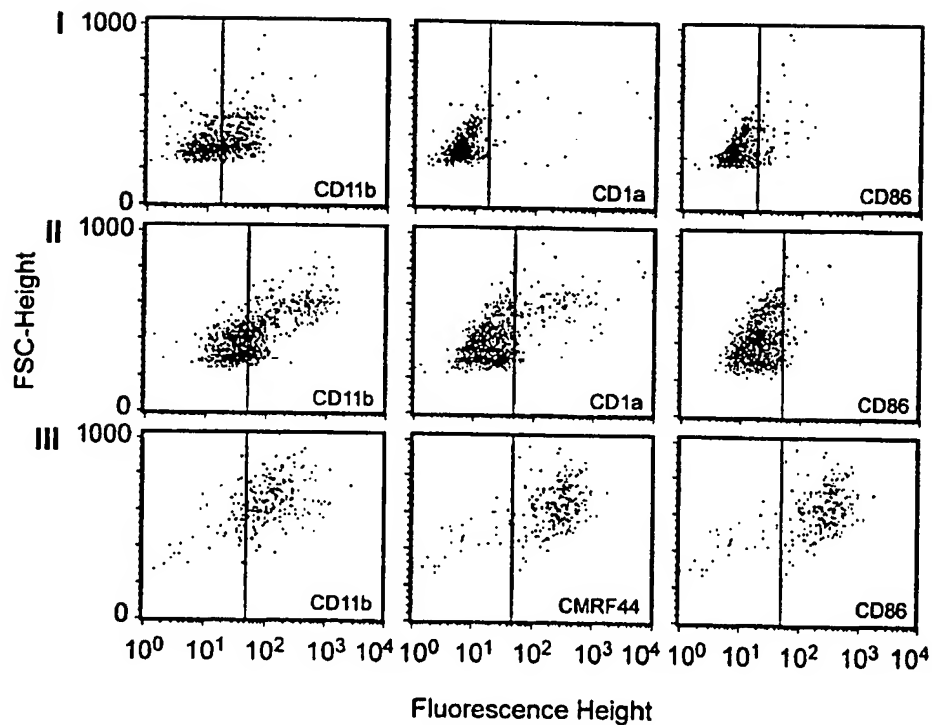 I
1000
0
CD11b
CD1a
CD86
II
1000
0
CD11b
CD1a
CD86
FSC-Height
III
1000
0
CD11b
CMRF44
CD86
10⁰ 10¹ 10² 10³ 10⁴
10⁰ 10¹ 10² 10³ 10⁴
10⁰ 10¹ 10² 10³ 10⁴
Fluorescence Height